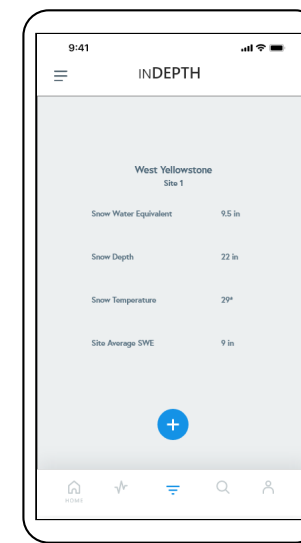 9:41
INDEPTH
West Yellowstone
Site 1
Snow Water Equivalent 9.5 in
Snow Depth 22 in
Snow Temperature 29°
Site Average SWE 9 in
HOME